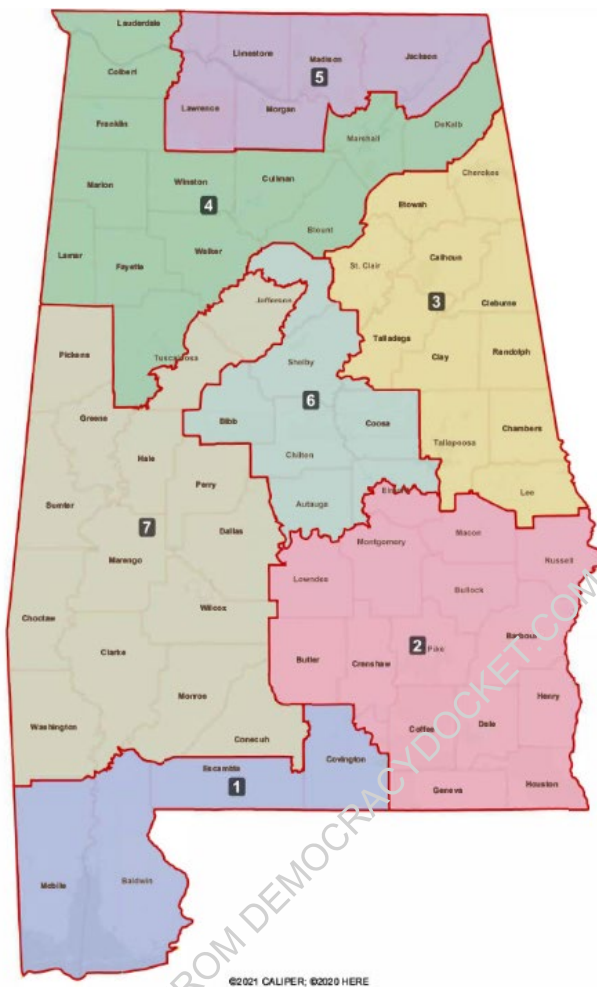 Lauderdale
Limestone
Madison
Jackson
Colbert
5
Lawrence
Morgan
Franklin
DeKalb
Marshall
Cherokee
Marion
Winston
Cullman
Etowah
4
Blount
Lamar
Fayette
Walker
St. Clair
Calhoun
Jefferson
3
Cleburne
Talladega
Pickens
Tuscaloosa
Shelby
Clay
Randolph
6
Greene
Bibb
Coosa
Chambers
Hale
Chilton
Tallapoosa
Perry
Sumter
Autauga
Elm
Lee
7
Dallas
Montgomery
Macon
Marengo
Russell
Lowndes
Bullock
Choctaw
Wilcox
Clarke
Butler
Crenshaw
2
Pike
Barbour
Monroe
Henry
Washington
Coffee
Dale
Conecuh
Covington
Escambia
1
Geneva
Houston
Mobile
Baldwin
ROM DEMOCRACYDOCKET.COM
©2021 CALIPER; ©2020 HERE